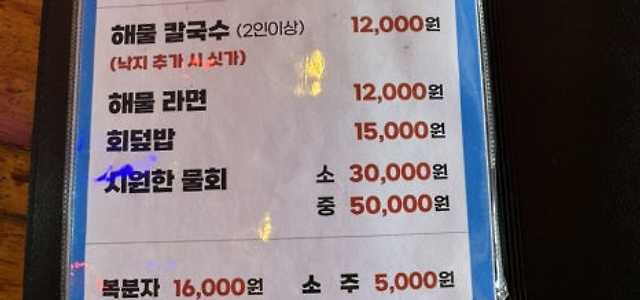 해물 칼국수 (2인이상) 12,000원
(낙지 추가 시 싯가)
해물 라면 12,000원
회덮밥 15,000원
시원한 물회 소 30,000원
중 50,000원
복분자 16,000원 소 주 5,000원